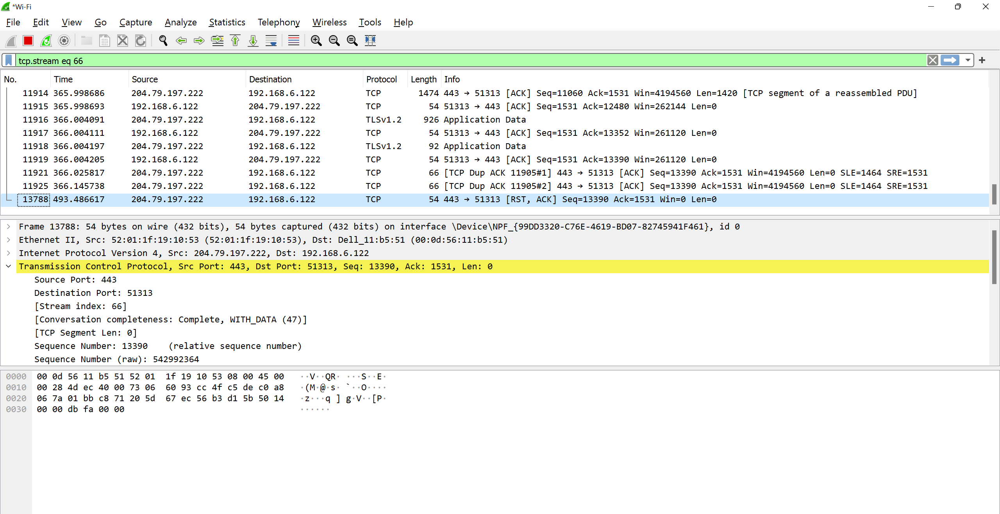 *Wi-Fi
File Edit View Go Capture Analyze Statistics Telephony Wireless Tools Help
tcp.stream eq 66
No. Time Source Destination Protocol Length Info
11914 365.998686 204.79.197.222 192.168.6.122 TCP 1474 443 → 51313 [ACK] Seq=11060 Ack=1531 Win=4194560 Len=1420 [TCP segment of a reassembled PDU]
11915 365.998693 192.168.6.122 204.79.197.222 TCP 54 51313 → 443 [ACK] Seq=1531 Ack=12480 Win=262144 Len=0
11916 366.004091 204.79.197.222 192.168.6.122 TLSv1.2 926 Application Data
11917 366.004111 192.168.6.122 204.79.197.222 TCP 54 51313 → 443 [ACK] Seq=1531 Ack=13352 Win=261120 Len=0
11918 366.004197 204.79.197.222 192.168.6.122 TLSv1.2 92 Application Data
11919 366.004205 192.168.6.122 204.79.197.222 TCP 54 51313 → 443 [ACK] Seq=1531 Ack=13390 Win=261120 Len=0
11921 366.025817 204.79.197.222 192.168.6.122 TCP 66 [TCP Dup ACK 11905#1] 443 → 51313 [ACK] Seq=13390 Ack=1531 Win=4194560 Len=0 SLE=1464 SRE=1531
11925 366.145738 204.79.197.222 192.168.6.122 TCP 66 [TCP Dup ACK 11905#2] 443 → 51313 [ACK] Seq=13390 Ack=1531 Win=4194560 Len=0 SLE=1464 SRE=1531
13788 493.486617 204.79.197.222 192.168.6.122 TCP 54 443 → 51313 [RST, ACK] Seq=13390 Ack=1531 Win=0 Len=0
Frame 13788: 54 bytes on wire (432 bits), 54 bytes captured (432 bits) on interface \Device\NPF_{99DD3320-C76E-4619-BD07-82745941F461}, id 0
Ethernet II, Src: 52:01:1f:19:10:53 (52:01:1f:19:10:53), Dst: Dell_11:b5:51 (00:0d:56:11:b5:51)
Internet Protocol Version 4, Src: 204.79.197.222, Dst: 192.168.6.122
Transmission Control Protocol, Src Port: 443, Dst Port: 51313, Seq: 13390, Ack: 1531, Len: 0
Source Port: 443
Destination Port: 51313
[Stream index: 66]
[Conversation completeness: Complete, WITH_DATA (47)]
[TCP Segment Len: 0]
Sequence Number: 13390 (relative sequence number)
Sequence Number (raw): 542992364
0000 00 0d 56 11 b5 51 52 01 1f 19 10 53 08 00 45 00 ··V··QR· ···S··E·
0010 00 28 4d ec 40 00 73 06 60 93 cc 4f c5 de c0 a8 ·(M·@·s· `··O····
0020 06 7a 01 bb c8 71 20 5d 67 ec 56 b3 d1 5b 50 14 ·z···q ] g·V··[P·
0030 00 00 db fa 00 00 ······